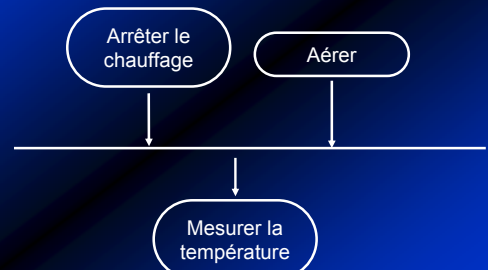 Arrêter le
chauffage
Aérer
Mesurer la
température